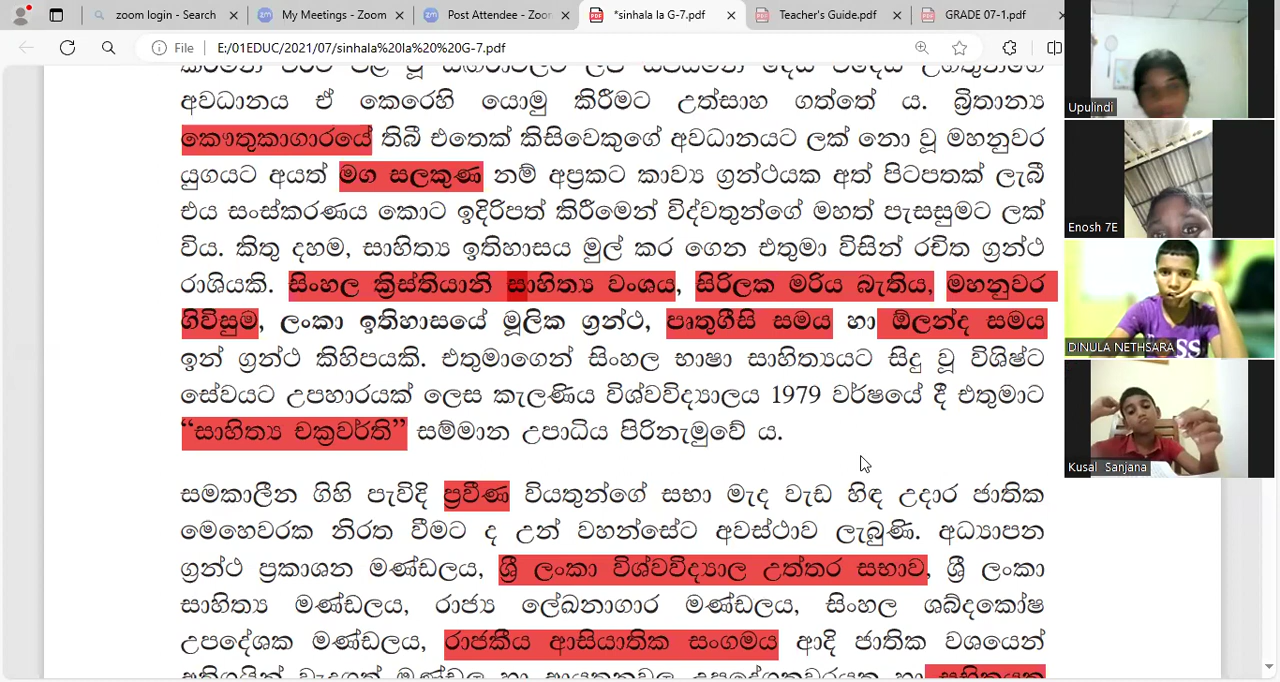 zoom login - Search
My Meetings - Zoom
Post Attendee - Zoo
*sinhala la G-7.pdf
Teacher's Guide.pdf
GRADE 07-1.pdf
File
E:/01EDUC/2021/07/sinhala%20la%20%20G-7.pdf
අවධානය ඒ කෙරෙහි යොමු කිරීමට උත්සාහ ගත්තේ ය. බ්‍රිතාන්‍ය
කෞතුකාගාරයේ තිබී එතෙක් කිසිවෙකුගේ අවධානයට ලක් නො වූ මහනුවර
යුගයට අයත් මග සලකුණ නම් අප්‍රකට කාව්‍ය ග්‍රන්ථයක අත් පිටපතක් ලැබී
එය සංස්කරණය කොට ඉදිරිපත් කිරීමෙන් විද්වතුන්ගේ මහත් පැසසුමට ලක්
විය. කිතු දහම, සාහිත්‍ය ඉතිහාසය මුල් කර ගෙන එතුමා විසින් රචිත ග්‍රන්ථ
රාශියකි. සිංහල ක්‍රිස්තියානි සාහිත්‍ය වංශය, සිරිලක මරිය බැතිය, මහනුවර
ගිවිසුම, ලංකා ඉතිහාසයේ මූලික ග්‍රන්ථ, පෘතුගීසි සමය හා ඕලන්ද සමය
ඉන් ග්‍රන්ථ කිහිපයකි. එතුමාගෙන් සිංහල භාෂා සාහිත්‍යයට සිදු වූ විශිෂ්ට
සේවයට උපහාරයක් ලෙස කැලණිය විශ්වවිද්‍යාලය 1979 වර්ෂයේ දී එතුමාට
“සාහිත්‍ය චක්‍රවර්ති” සම්මාන උපාධිය පිරිනැමුවේ ය.
සමකාලීන ගිහි පැවිදි ප්‍රවීණ වියතුන්ගේ සභා මැද වැඩ හිඳ උදාර ජාතික
මෙහෙවරක නිරත වීමට ද උන් වහන්සේට අවස්ථාව ලැබුණි. අධ්‍යාපන
ග්‍රන්ථ ප්‍රකාශන මණ්ඩලය, ශ්‍රී ලංකා විශ්වවිද්‍යාල උත්තර සභාව, ශ්‍රී ලංකා
සාහිත්‍ය මණ්ඩලය, රාජ්‍ය ලේඛනාගාර මණ්ඩලය, සිංහල ශබ්දකෝෂ
උපදේශක මණ්ඩලය, රාජකීය ආසියාතික සංගමය ආදි ජාතික වශයෙන්
Upulindi
Enosh 7E
DINULA NETHSARA
Kusal Sanjana